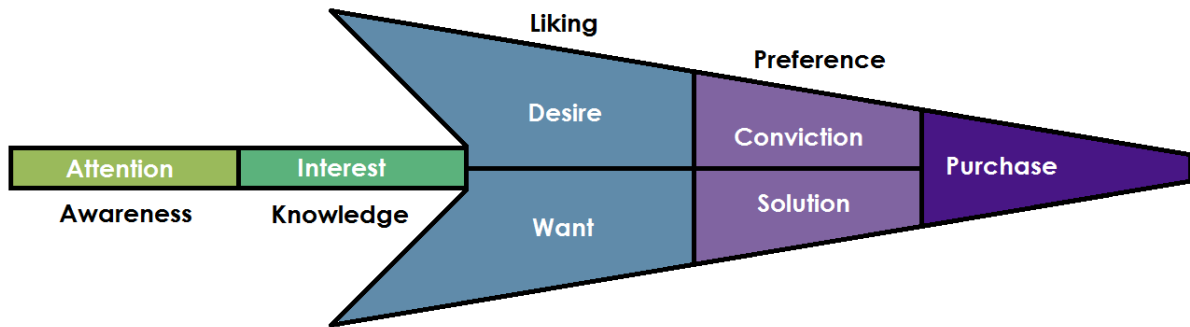 Liking
Preference
Desire
Conviction
Attention
Interest
Purchase
Awareness
Knowledge
Want
Solution